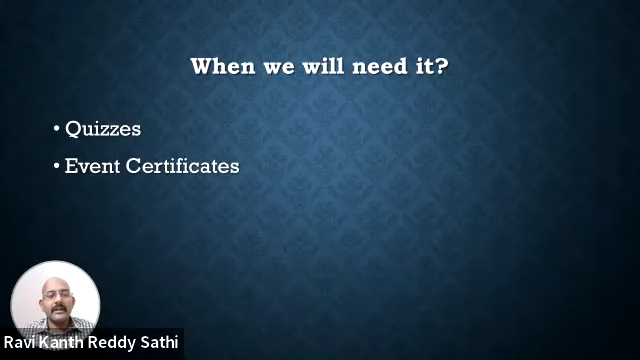 When we will need it?
• Quizzes
• Event Certificates
Ravi Kanth Reddy Sathi